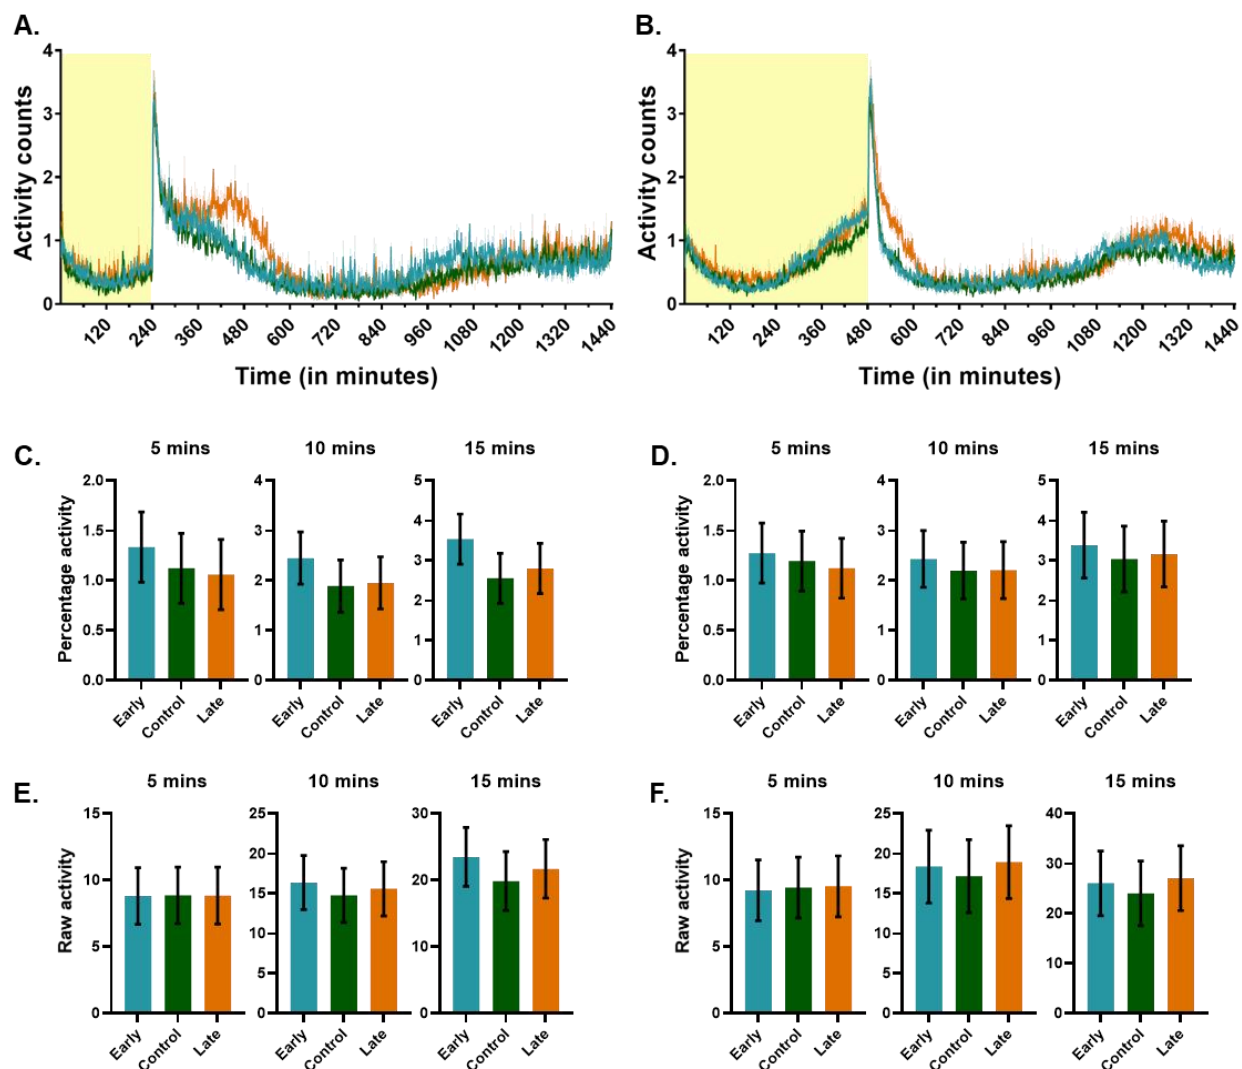 A.
B.
4
3
2
1
0
Activity counts
120
240
360
480
600
720
840
960
1080
1200
1320
1440
Time (in minutes)
4
3
2
1
0
Activity counts
120
240
360
480
600
720
840
960
1080
1200
1320
1440
Time (in minutes)
C.
5 mins
10 mins
15 mins
Percentage activity
2.0
1.5
1.0
0.5
0.0
4
3
2
1
0
5
4
3
2
1
0
Early
Control
Late
Early
Control
Late
Early
Control
Late
D.
5 mins
10 mins
15 mins
Percentage activity
2.0
1.5
1.0
0.5
0.0
4
3
2
1
0
5
4
3
2
1
0
Early
Control
Late
Early
Control
Late
Early
Control
Late
E.
5 mins
10 mins
15 mins
Raw activity
15
10
5
0
25
20
15
10
5
0
30
20
10
0
Early
Control
Late
Early
Control
Late
Early
Control
Late
F.
5 mins
10 mins
15 mins
Raw activity
15
10
5
0
25
20
15
10
5
0
40
30
20
10
0
Early
Control
Late
Early
Control
Late
Early
Control
Late